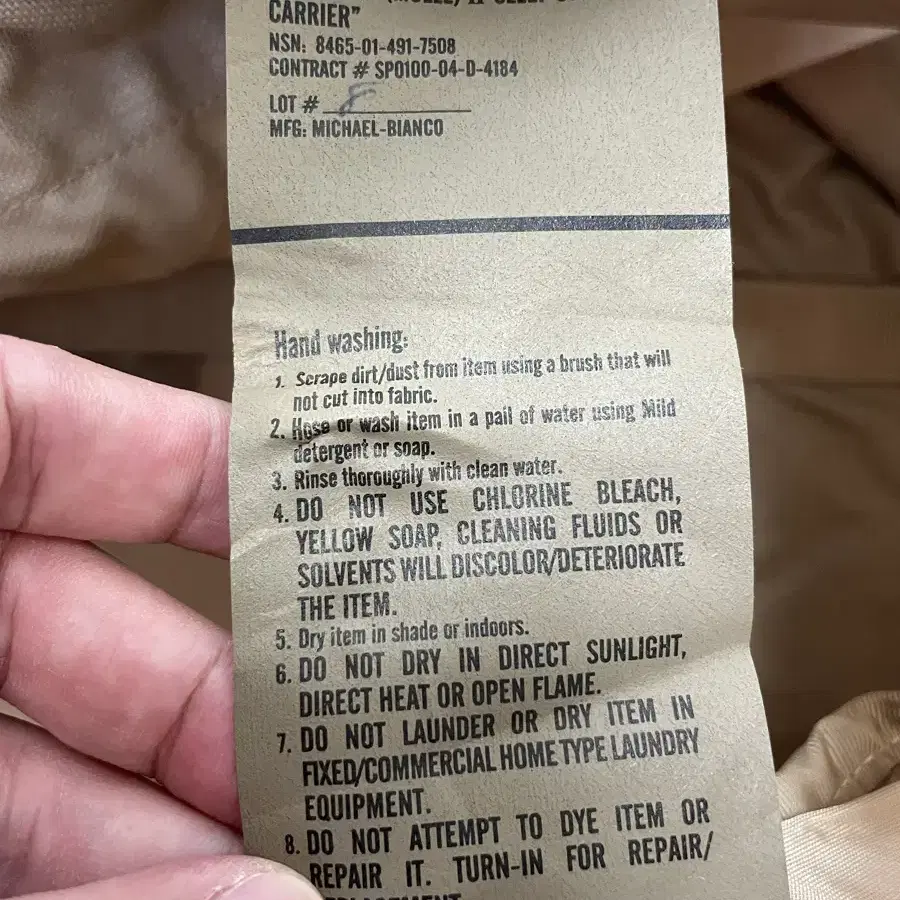 (MOLLE) II
CARRIER"
NSN: 8465-01-491-7508
CONTRACT # SP0100-04-D-4184
LOT # 8
MFG: MICHAEL-BIANCO
Hand washing:
1. Scrape dirt/dust from item using a brush that will
not cut into fabric.
2. Hose or wash item in a pail of water using Mild
detergent or soap.
3. Rinse thoroughly with clean water.
4. DO NOT USE CHLORINE BLEACH,
YELLOW SOAP, CLEANING FLUIDS OR
SOLVENTS WILL DISCOLOR/DETERIORATE
THE ITEM.
5. Dry item in shade or indoors.
6. DO NOT DRY IN DIRECT SUNLIGHT,
DIRECT HEAT OR OPEN FLAME.
7. DO NOT LAUNDER OR DRY ITEM IN
FIXED/COMMERCIAL HOME TYPE LAUNDRY
EQUIPMENT.
8. DO NOT ATTEMPT TO DYE ITEM OR
REPAIR IT. TURN-IN FOR REPAIR/